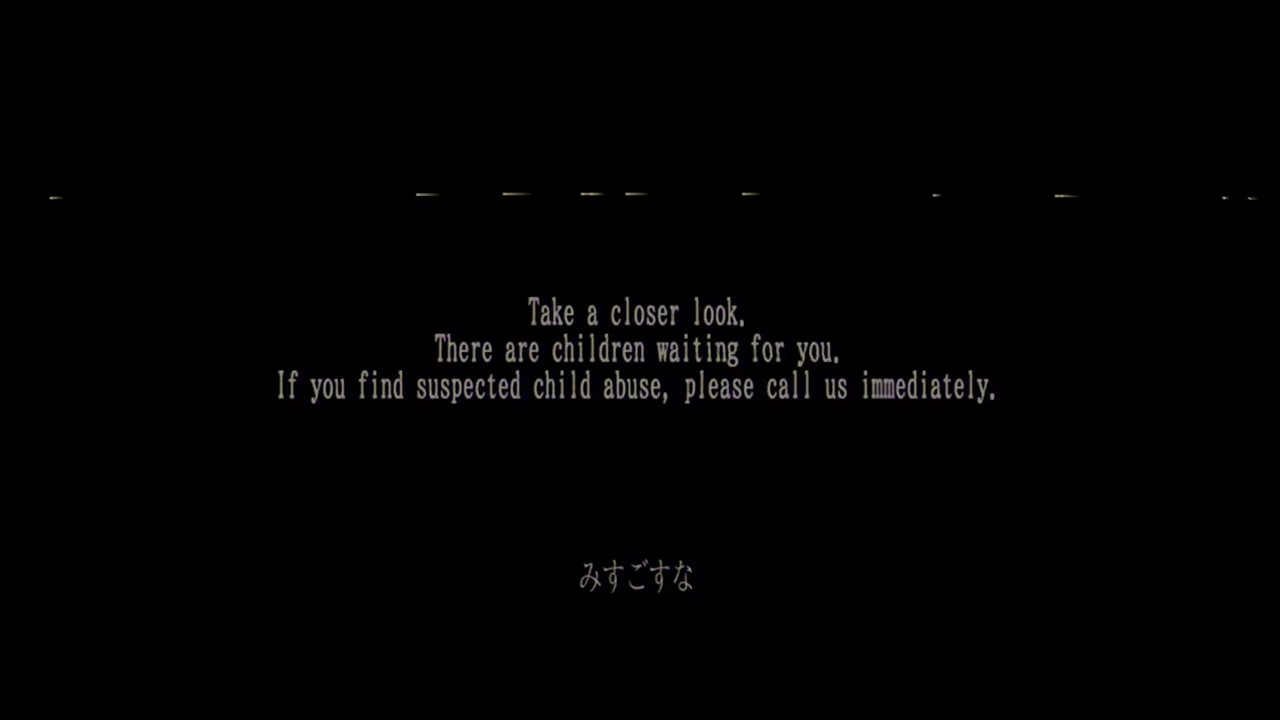 Take a closer look.
There are children waiting for you.
If you find suspected child abuse, please call us immediately.
みすごすな